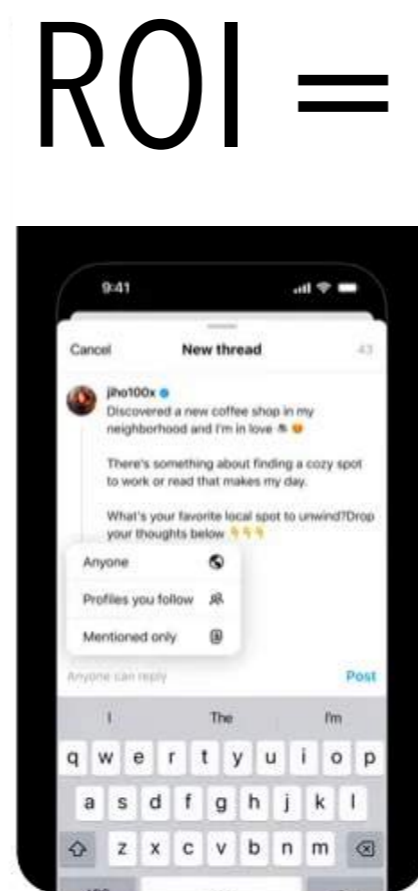 ROI =
9:41
Cancel New thread 43
jiho100x
Discovered a new coffee shop in my
neighborhood and I'm in love ☕ 😍
There's something about finding a cozy spot
to work or read that makes my day.
What's your favorite local spot to unwind?Drop
your thoughts below 👇👇👇
Anyone
Profiles you follow
Mentioned only
Anyone can reply Post
I The I'm
q w e r t y u i o p
a s d f g h j k l
z x c v b n m